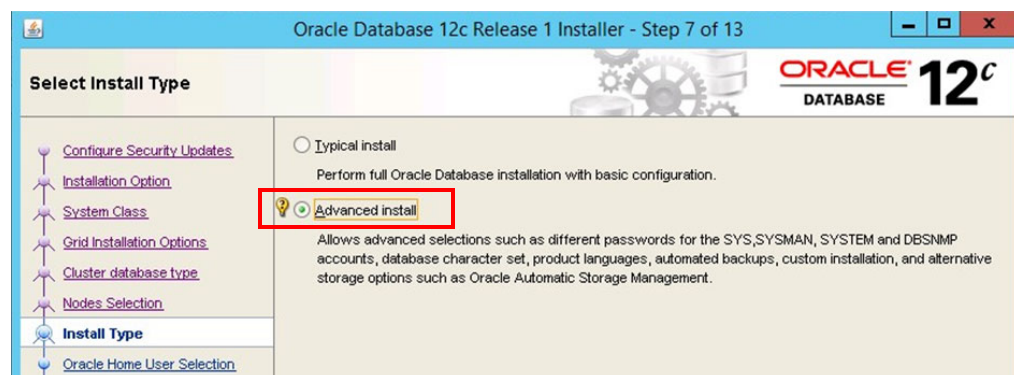 Oracle Database 12c Release 1 Installer - Step 7 of 13
Select Install Type
ORACLE
DATABASE
12c
Configure Security Updates
Installation Option
System Class
Grid Installation Options
Cluster database type
Nodes Selection
Install Type
Oracle Home User Selection
Typical install
Perform full Oracle Database installation with basic configuration.
Advanced install
Allows advanced selections such as different passwords for the SYS,SYSMAN, SYSTEM and DBSNMP
accounts, database character set, product languages, automated backups, custom installation, and alternative
storage options such as Oracle Automatic Storage Management.